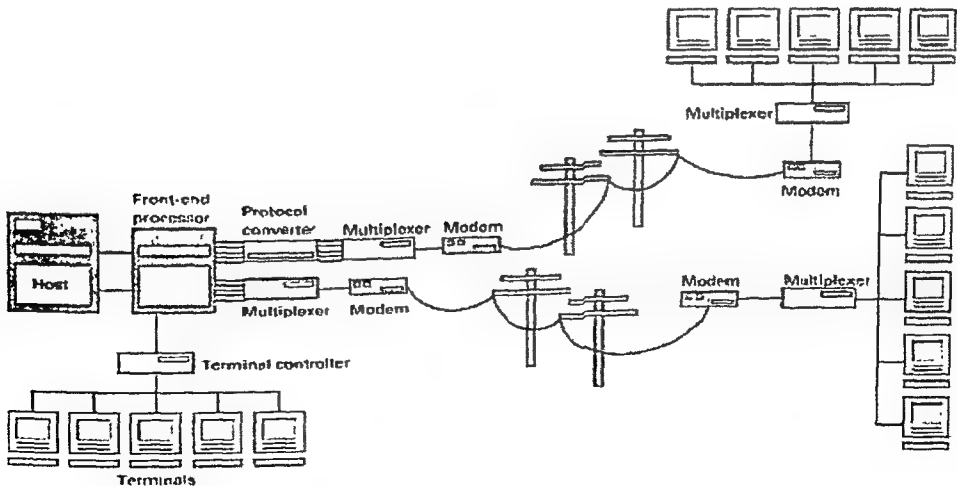 Multiplexer
Modem
Front-end
processor
Protocol
converter
Multiplexer
Modem
Host
Multiplexer
Modem
Modem
Multiplexer
Terminal controller
Terminals